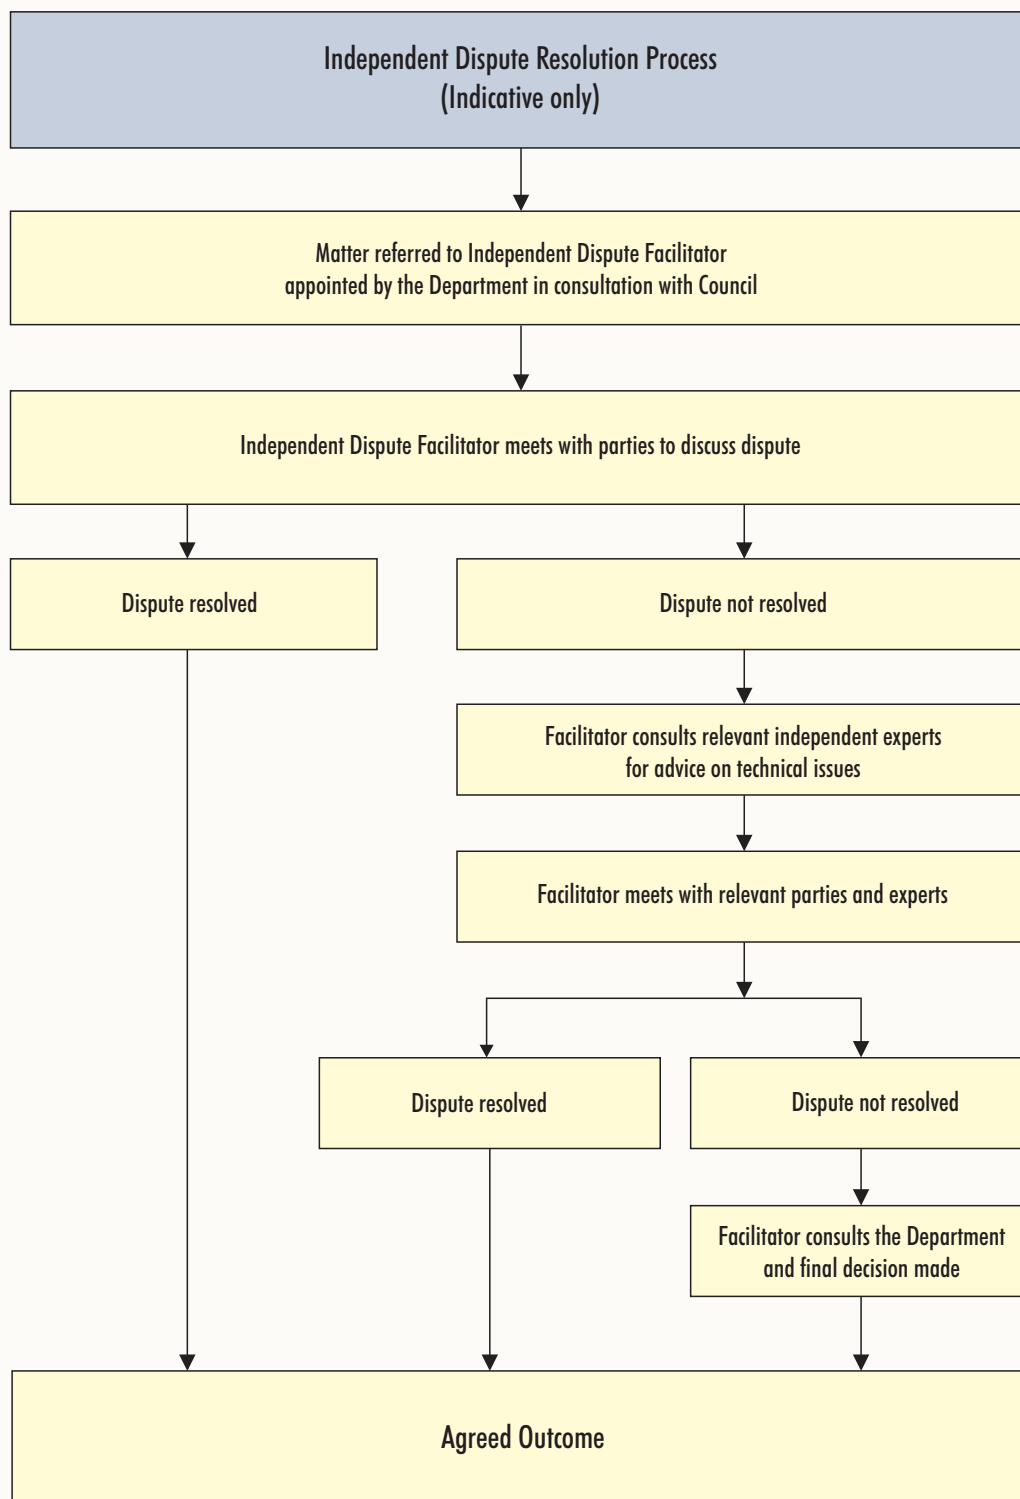 Independent Dispute Resolution Process
(Indicative only)
Matter referred to Independent Dispute Facilitator
appointed by the Department in consultation with Council
Independent Dispute Facilitator meets with parties to discuss dispute
Dispute resolved
Dispute not resolved
Facilitator consults relevant independent experts
for advice on technical issues
Facilitator meets with relevant parties and experts
Dispute resolved
Dispute not resolved
Facilitator consults the Department
and final decision made
Agreed Outcome